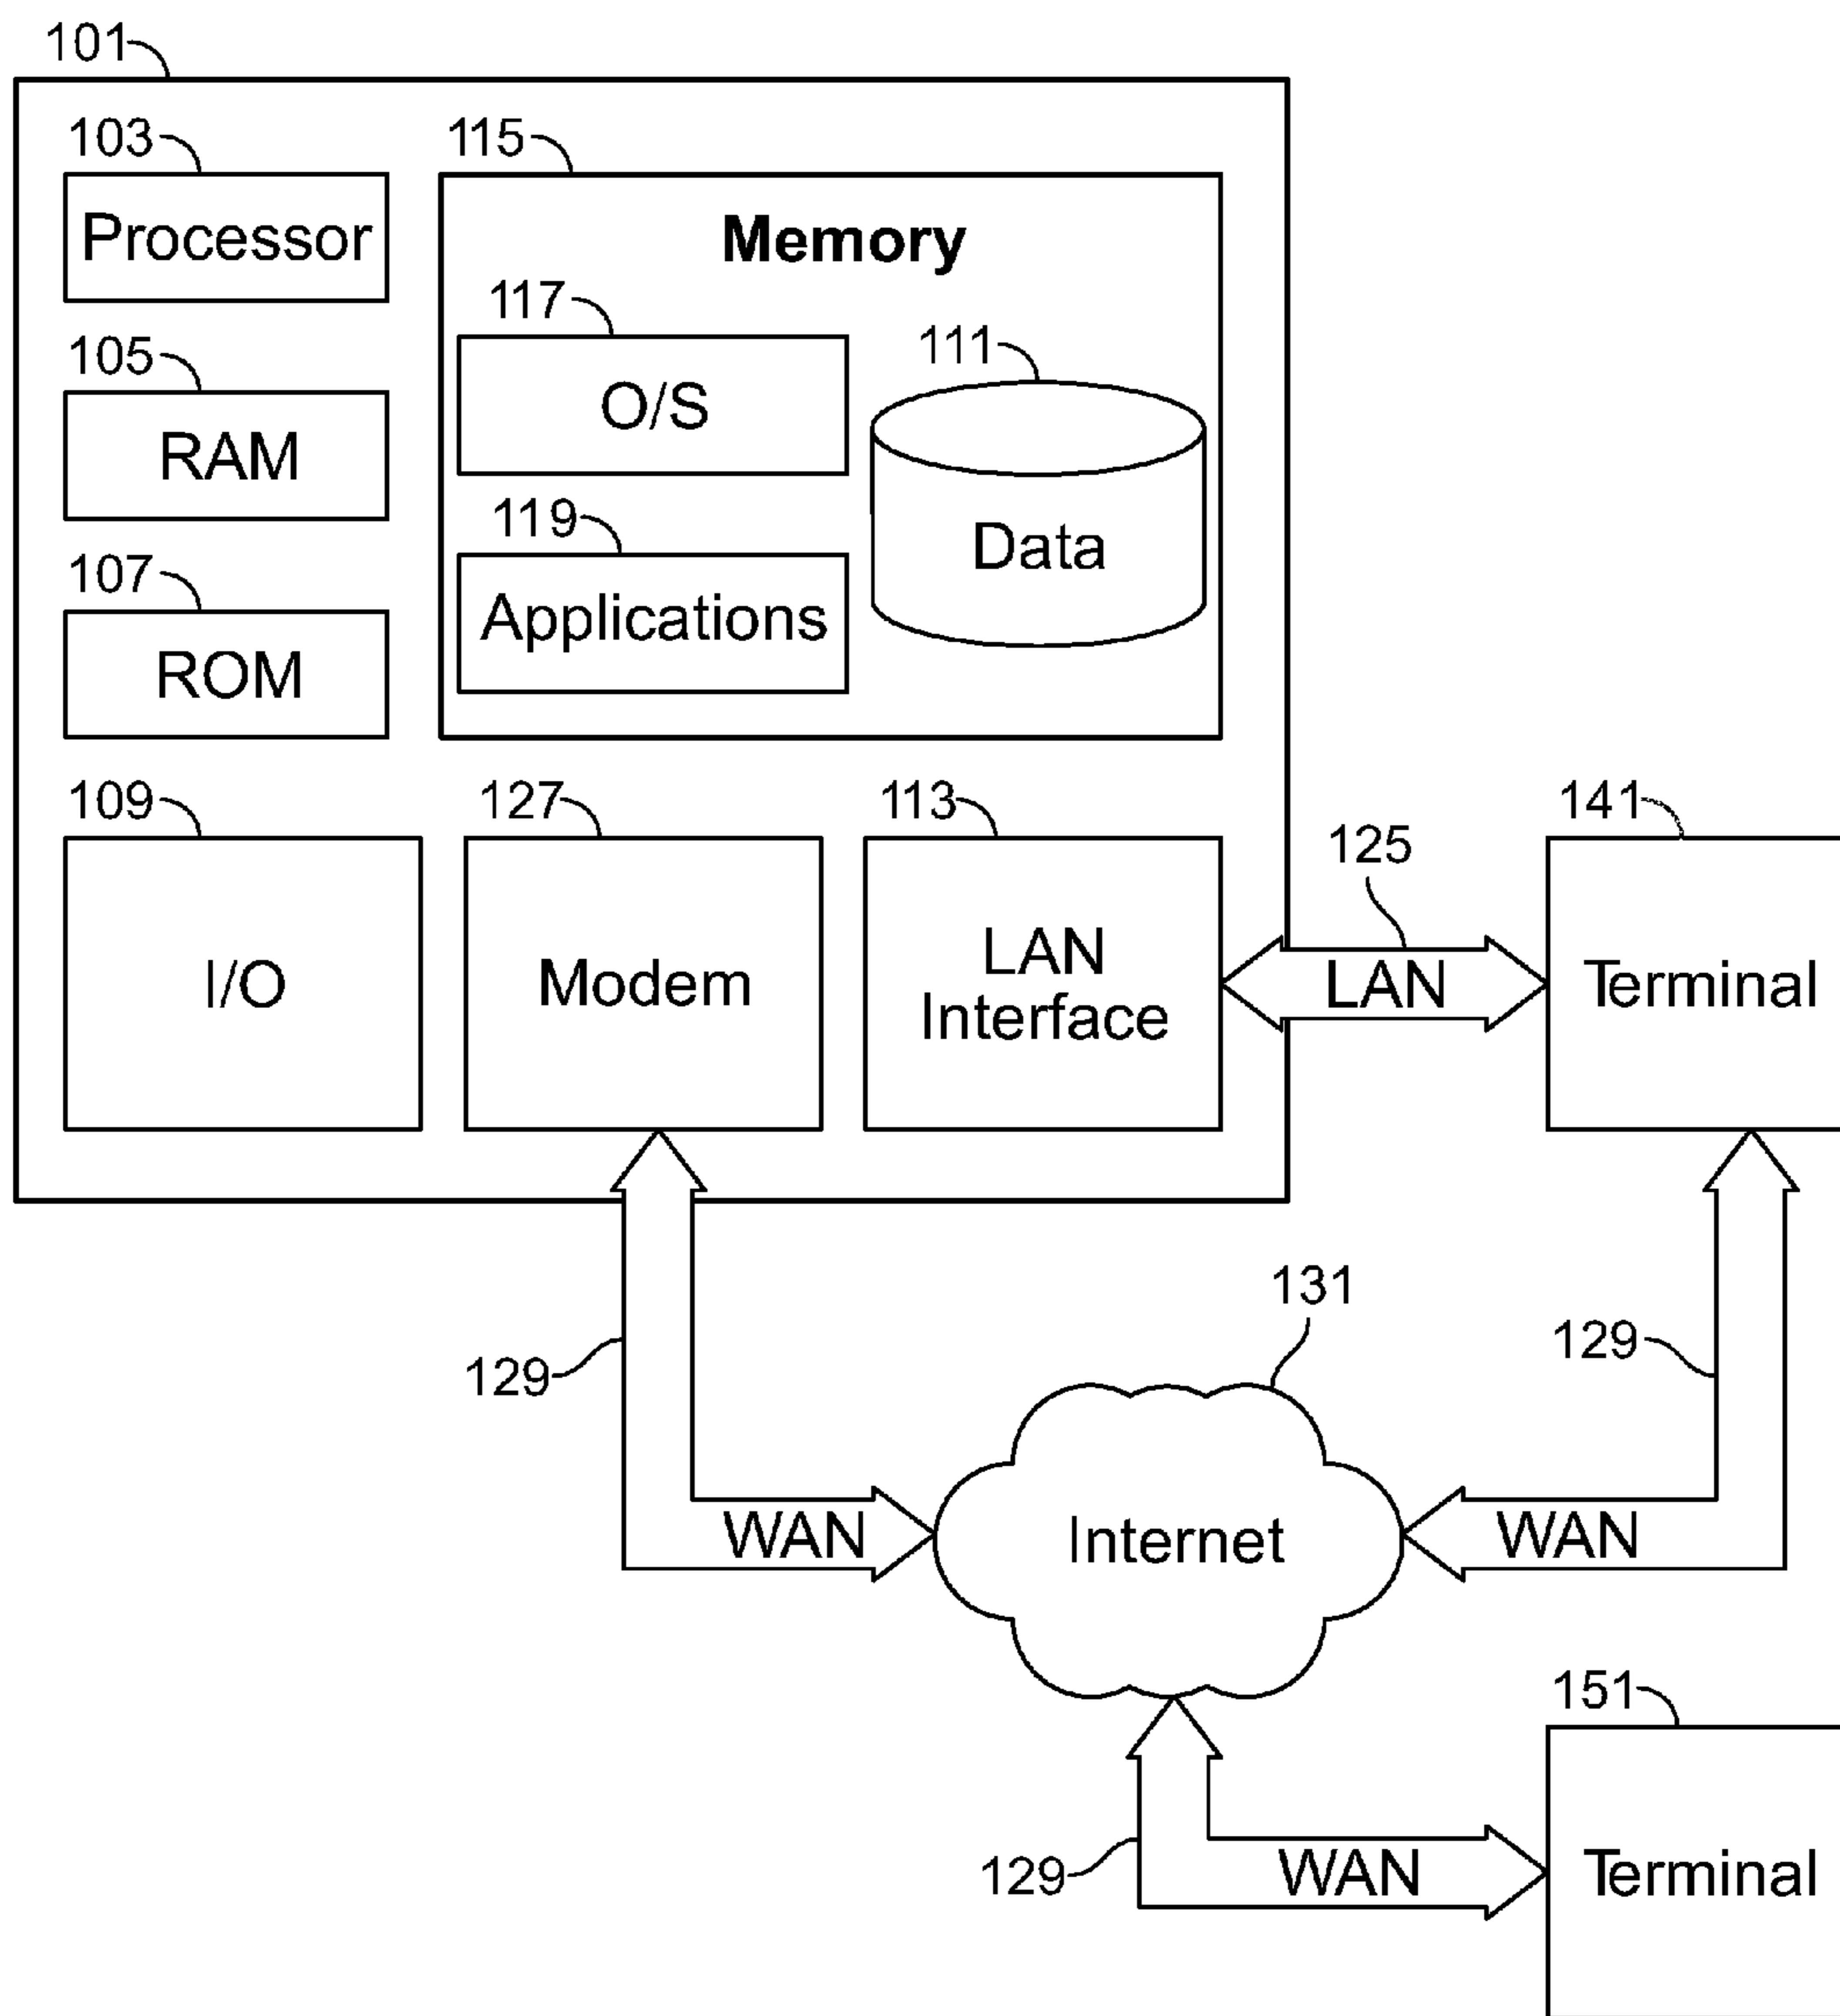 101
103
Processor
115
Memory
117
O/S
111
Data
105
RAM
119
Applications
107
ROM
109
I/O
127
Modem
113
LAN
Interface
125
LAN
141
Terminal
129
WAN
131
Internet
129
WAN
129
WAN
151
Terminal